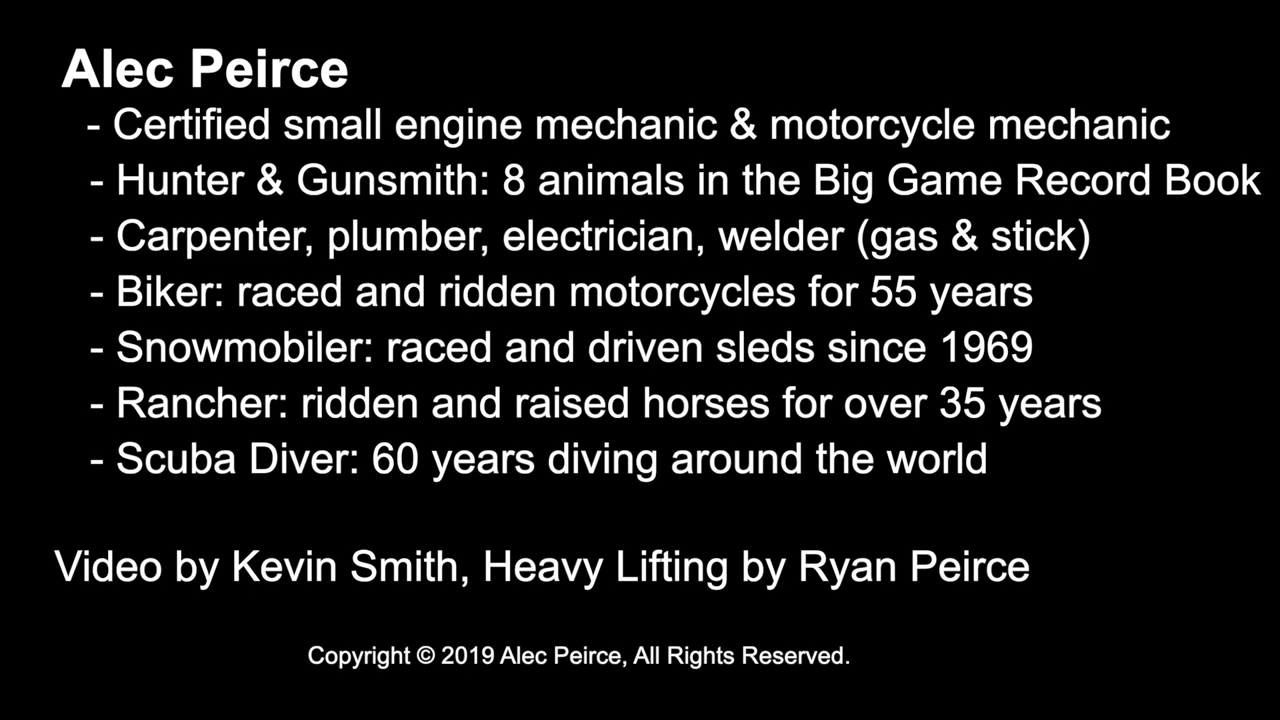 Alec Peirce
- Certified small engine mechanic & motorcycle mechanic
- Hunter & Gunsmith: 8 animals in the Big Game Record Book
- Carpenter, plumber, electrician, welder (gas & stick)
- Biker: raced and ridden motorcycles for 55 years
- Snowmobiler: raced and driven sleds since 1969
- Rancher: ridden and raised horses for over 35 years
- Scuba Diver: 60 years diving around the world
Video by Kevin Smith, Heavy Lifting by Ryan Peirce
Copyright © 2019 Alec Peirce, All Rights Reserved.